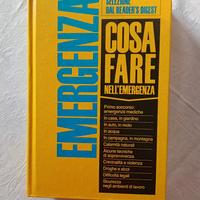 EMERGENZA
SELEZIONE
DAL READER'S DIGEST
COSA
FARE
NELL'EMERGENZA
Primo soccorso:
emergenze mediche
In casa, in giardino
In auto, in moto
In acqua
In campagna, in montagna
Calamità naturali
Alcune tecniche
di sopravvivenza
Criminalità e violenza
Droghe e alcol
Difficoltà legali
Sicurezza
negli ambienti di lavoro